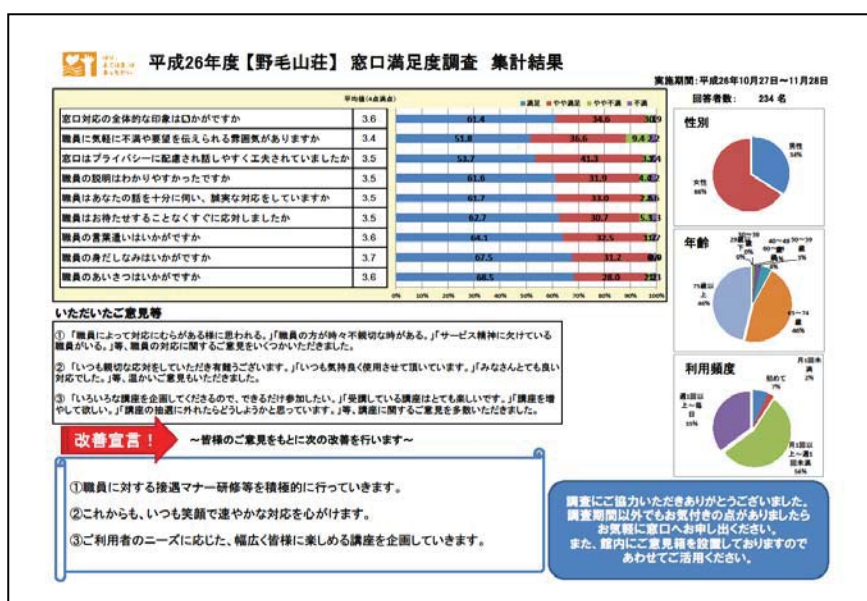 平成26年度【野毛山荘】 窓口満足度調査 集計結果
実施期間:平成26年10月27日～11月28日
回答者数: 234 名
平均値(4点満点)
満足 やや満足 やや不満 不満
窓口対応の全体的な印象は かがですか 3.6 61.4 34.6
職員に気軽に不満や要望を伝えられる雰囲気がありますか 3.4 51.8 36.6 9.4 2.2
窓口はプライバシーに配慮され話しやすく工夫されていましたか 3.5 53.7 41.3
職員の説明はわかりやすかったですか 3.5 61.6 31.9
職員はあなたの話を十分に伺い、誠実な対応をしていますか 3.5 61.7 33.0
職員はお待たせすることなくすぐに応対しましたか 3.5 62.7 30.7
職員の言葉遣いはいかがですか 3.6 64.1 32.5
職員の身だしなみはいかがですか 3.7 67.5 31.2
職員のあいさつはいかがですか 3.6 68.5 28.0
0% 10% 20% 30% 40% 50% 60% 70% 80% 90% 100%
性別
男性
34%
女性
66%
年齢
75歳以上
46%
65～74歳
46%
利用頻度
月1回未満
2%
初めて
7%
週1回以上～毎日
35%
月1回以上～週1回未満
56%
いただいたご意見等
① 「職員によって対応にむらがある様に思われる。」「職員の方が時々不親切な時がある。」「サービス精神に欠けている
職員がいる。」等、職員の対応に関するご意見をいくつかいただきました。
② 「いつも親切な応対をしていただき有難うございます。」「いつも気持良く使用させて頂いています。」「みなさんとても良い
対応でした。」等、温かいご意見もいただきました。
③ 「いろいろな講座を企画してくださるので、できるだけ参加したい。」「受講している講座はとても楽しいです。」「講座を増
やして欲しい。」「講座の抽選に外れたらどうしようかと思っています。」等、講座に関するご意見を多数いただきました。
改善宣言！
～皆様のご意見をもとに次の改善を行います～
①職員に対する接遇マナー研修等を積極的に行っていきます。
②これからも、いつも笑顔で速やかな対応を心がけます。
③ご利用者のニーズに応じた、幅広く皆様に楽しめる講座を企画していきます。
調査にご協力いただきありがとうございました。
調査期間以外でもお気付きの点がありましたら
お気軽に窓口へお申し出ください。
また、館内にご意見箱を設置しておりますので
あわせてご活用ください。